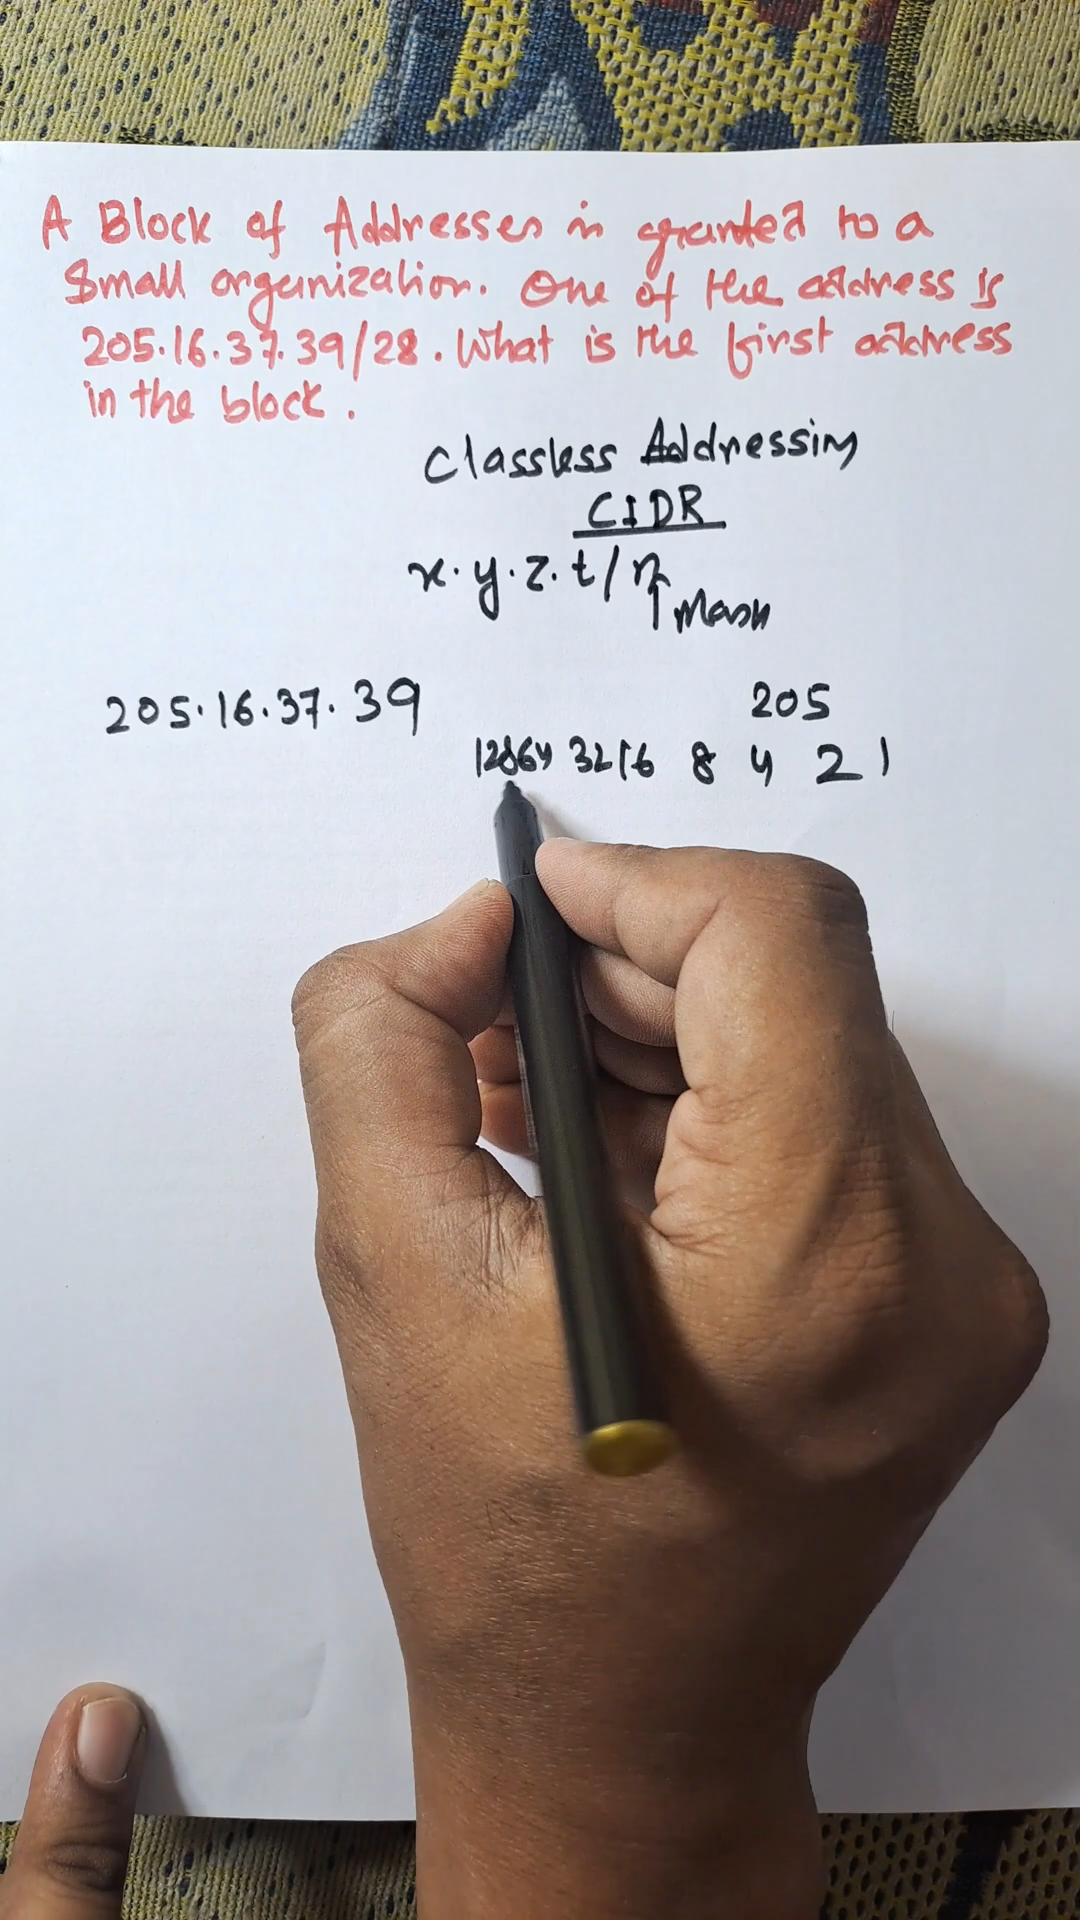 A Block of Addresses is granted to a
Small organization. One of the address is
205.16.37.39/28. What is the first address
in the block.
Classless Addressing
CIDR
x.y.z.t/n
Mask
205.16.37.39
205
128 64 32 16 8 4 2 1